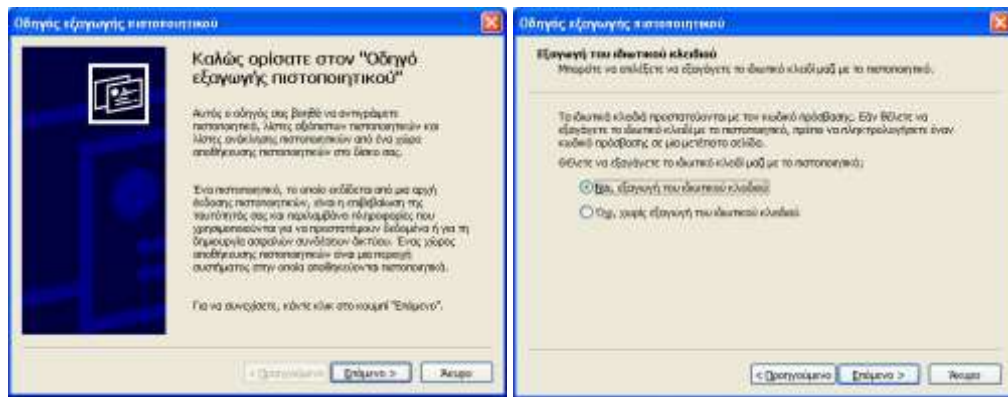 Οδηγός εξαγωγής πιστοποιητικού
Καλώς ορίσατε στον "Οδηγό
εξαγωγής πιστοποιητικού"
Αυτός ο οδηγός σας βοηθά να αντιγράψετε
πιστοποιητικά, λίστες αξιόπιστων πιστοποιητικών και
λίστες ανάκλησης πιστοποιητικών από ένα χώρο
αποθήκευσης πιστοποιητικών στο δίσκο σας.
Ένα πιστοποιητικό, το οποίο εκδίδεται από μια αρχή
έκδοσης πιστοποιητικών, είναι η επιβεβαίωση της
ταυτότητάς σας και περιλαμβάνει πληροφορίες που
χρησιμοποιούνται για να προστατέψουν δεδομένα ή για τη
δημιουργία ασφαλών συνδέσεων δικτύου. Ένας χώρος
αποθήκευσης πιστοποιητικών είναι μια περιοχή
συστήματος στην οποία αποθηκεύονται πιστοποιητικά.
Για να συνεχίσετε, κάντε κλικ στο κουμπί "Επόμενο".
< Προηγούμενο Επόμενο > Άκυρο
Οδηγός εξαγωγής πιστοποιητικού
Εξαγωγή του ιδιωτικού κλειδιού
Μπορείτε να επιλέξετε να εξαγάγετε το ιδιωτικό κλειδί μαζί με το πιστοποιητικό.
Τα ιδιωτικά κλειδιά προστατεύονται με τον κωδικό πρόσβασης. Εάν θέλετε να
εξαγάγετε το ιδιωτικό κλειδί με το πιστοποιητικό, πρέπει να πληκτρολογήσετε έναν
κωδικό πρόσβασης σε μια μετέπειτα σελίδα.
Θέλετε να εξαγάγετε το ιδιωτικό κλειδί μαζί με το πιστοποιητικό;
Ναι, εξαγωγή του ιδιωτικού κλειδιού
Όχι, χωρίς εξαγωγή του ιδιωτικού κλειδιού
< Προηγούμενο Επόμενο > Άκυρο